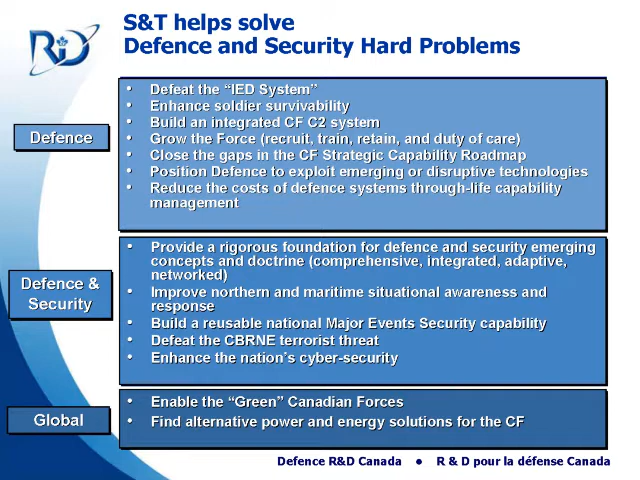 S&T helps solve
Defence and Security Hard Problems
R D
Defence
• Defeat the “IED System”
• Enhance soldier survivability
• Build an integrated CF C2 system
• Grow the Force (recruit, train, retain, and duty of care)
• Close the gaps in the CF Strategic Capability Roadmap
• Position Defence to exploit emerging or disruptive technologies
• Reduce the costs of defence systems through-life capability
management
Defence &
Security
• Provide a rigorous foundation for defence and security emerging
concepts and doctrine (comprehensive, integrated, adaptive,
networked)
• Improve northern and maritime situational awareness and
response
• Build a reusable national Major Events Security capability
• Defeat the CBRNE terrorist threat
• Enhance the nation's cyber-security
Global
• Enable the “Green” Canadian Forces
• Find alternative power and energy solutions for the CF
Defence R&D Canada • R & D pour la défense Canada